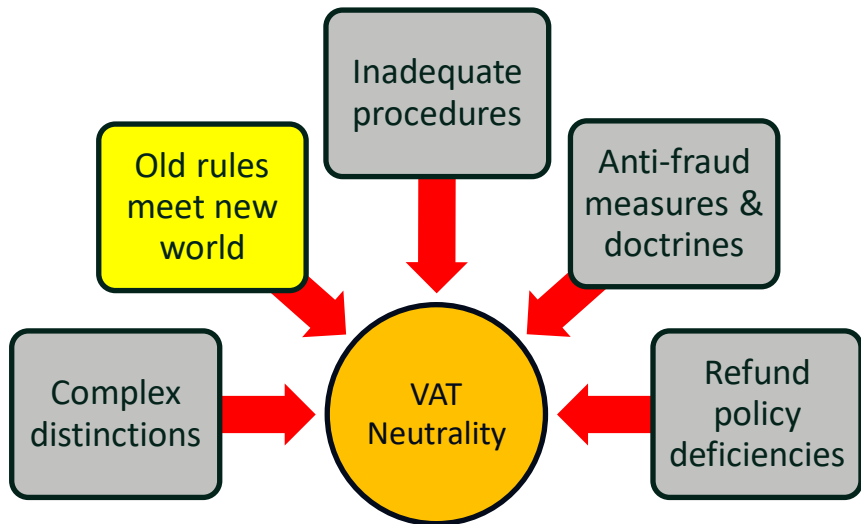 Inadequate
procedures
Old rules
meet new
world
Anti-fraud
measures &
doctrines
Complex
distinctions
VAT
Neutrality
Refund
policy
deficiencies